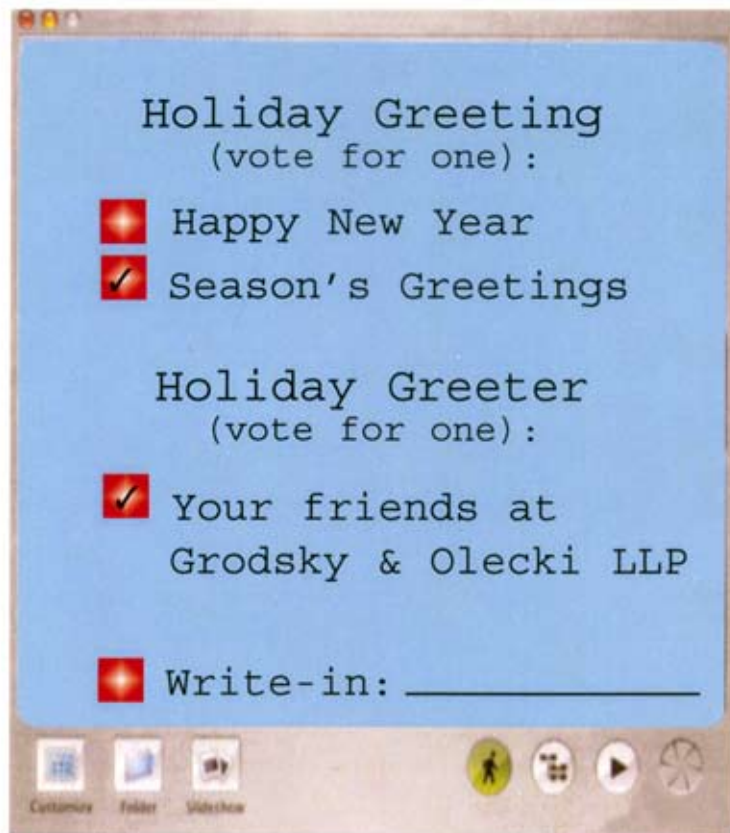 Holiday Greeting
(vote for one):
Happy New Year
Season's Greetings
Holiday Greeter
(vote for one):
Your friends at
Grodsky & Olecki LLP
Write-in:
Customize Folder Slideshow